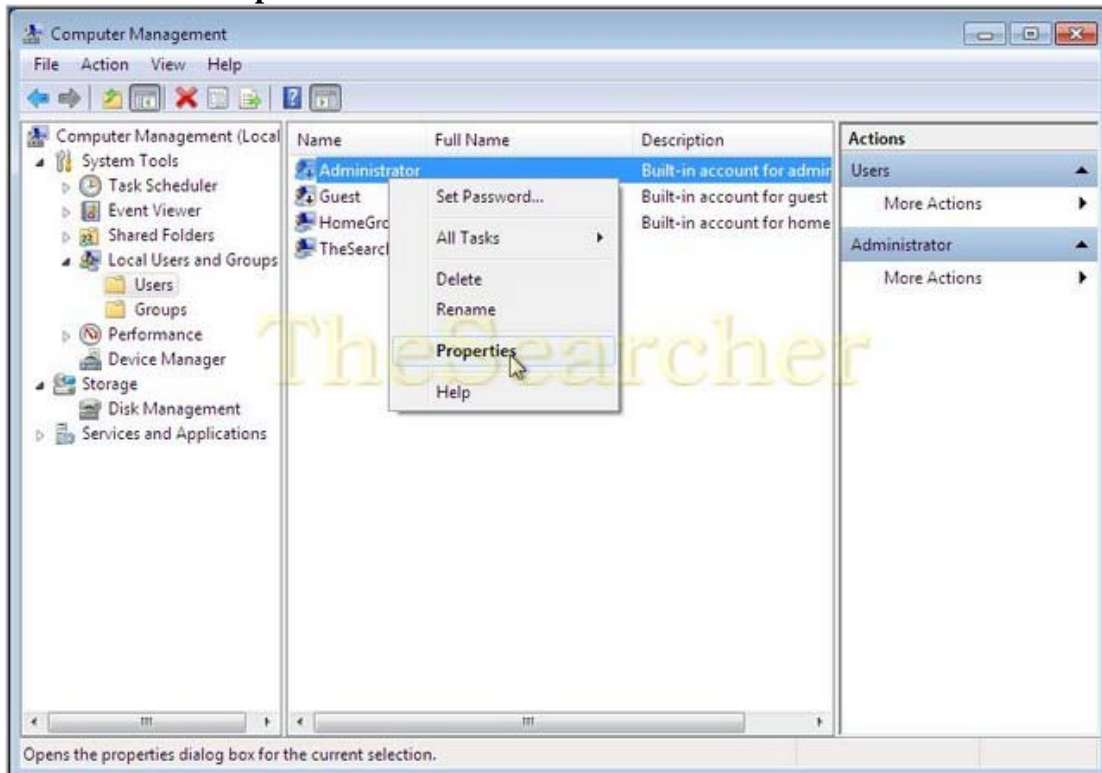 Computer Management
File Action View Help
Computer Management (Local
System Tools
Task Scheduler
Event Viewer
Shared Folders
Local Users and Groups
Users
Groups
Performance
Device Manager
Storage
Disk Management
Services and Applications
Name Full Name Description
Administrator Built-in account for admin
Guest Built-in account for guest
HomeGro Built-in account for home
TheSearc
Set Password...
All Tasks
Delete
Rename
Properties
Help
Actions
Users
More Actions
Administrator
More Actions
TheSearcher
Opens the properties dialog box for the current selection.